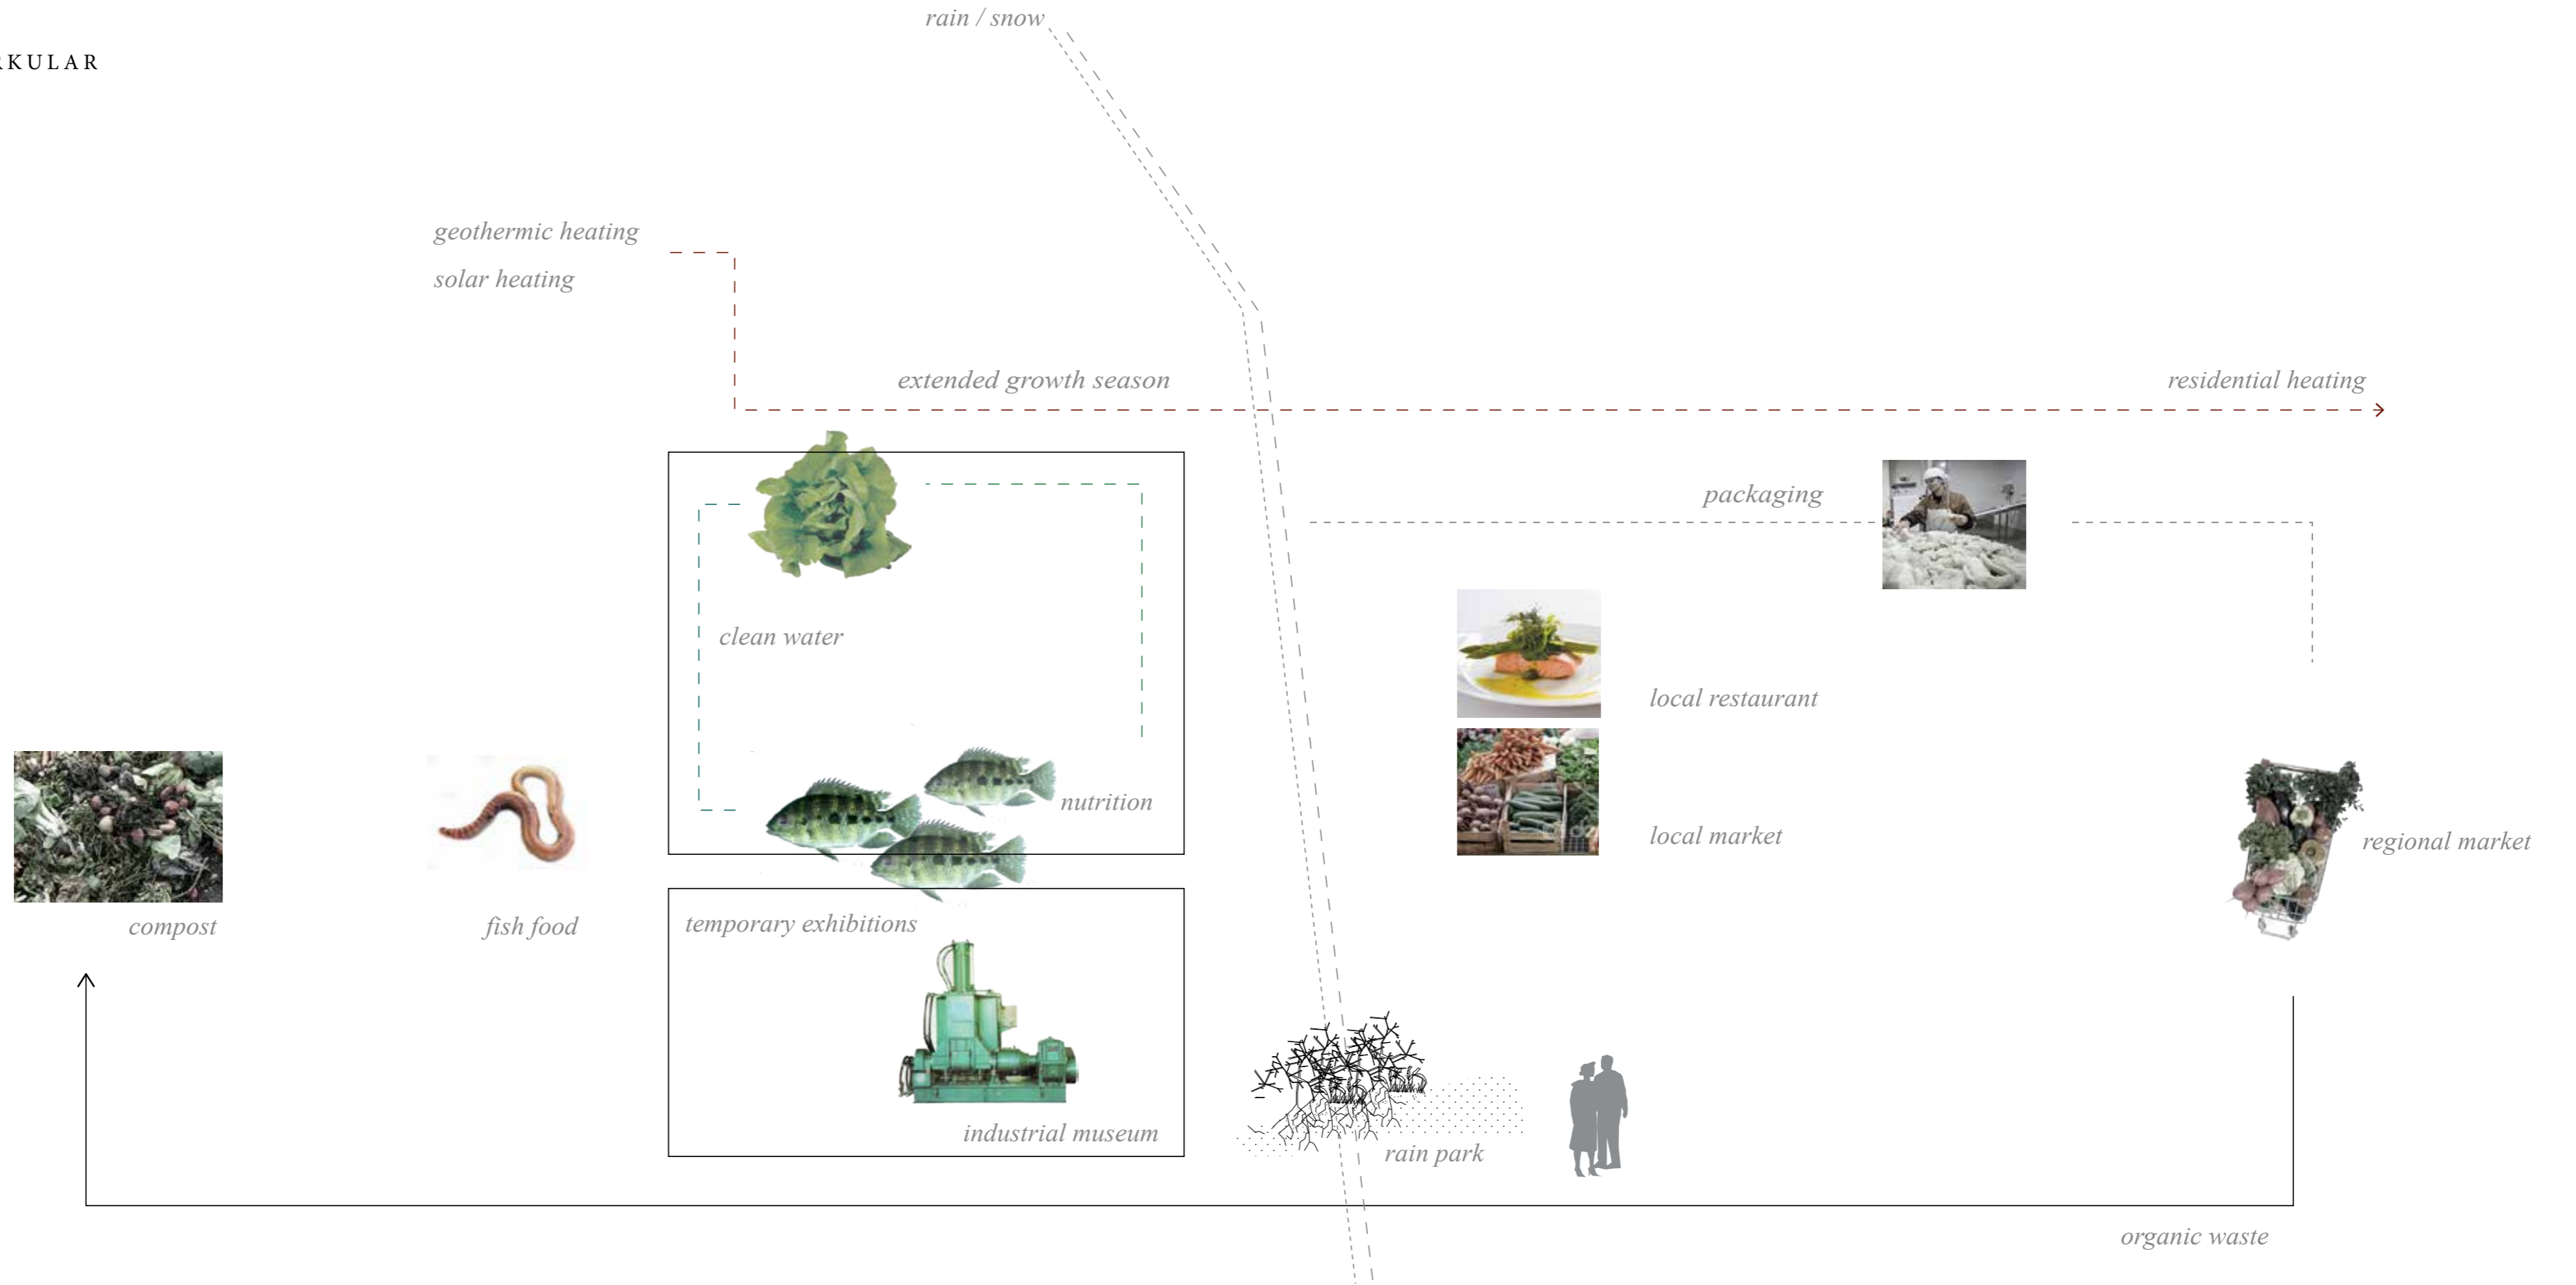 rain / snow
RKULAR
geothermic heating
solar heating
extended growth season
residential heating
packaging
clean water
local restaurant
nutrition
local market
regional market
compost
fish food
temporary exhibitions
industrial museum
rain park
organic waste